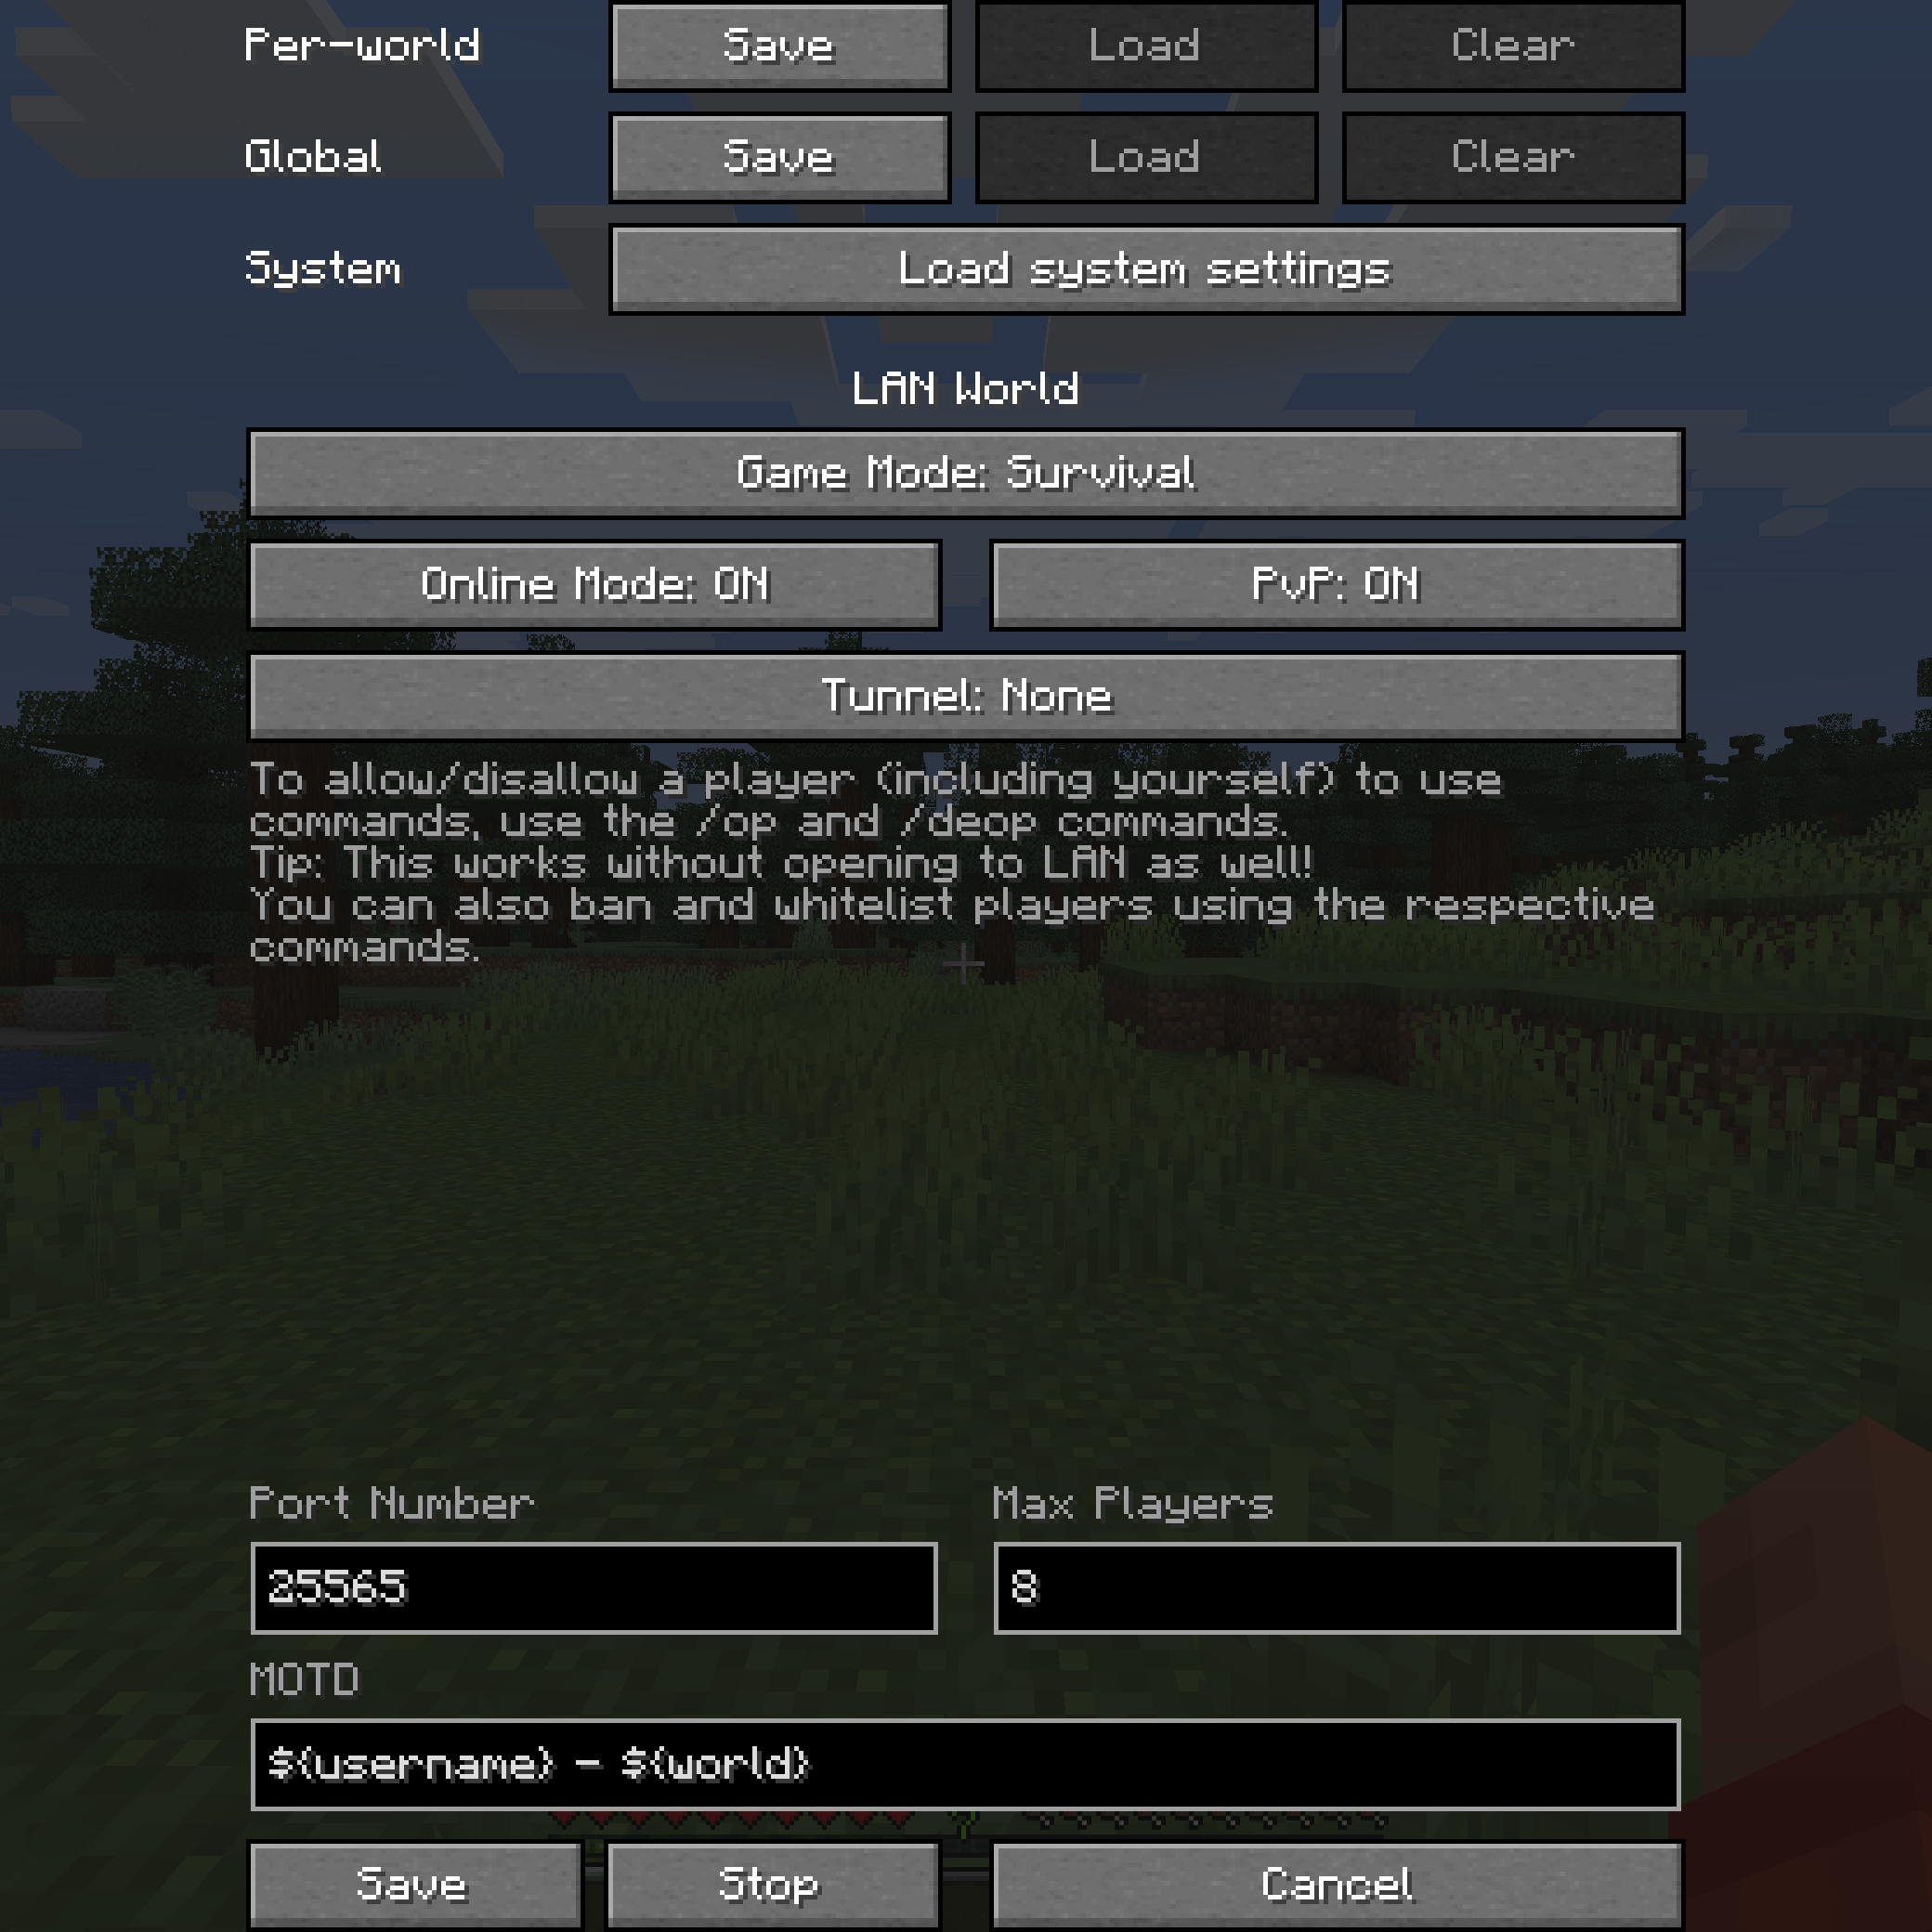 Per-world Save Load Clear
Global Save Load Clear
System Load system settings
LAN World
Game Mode: Survival
Online Mode: ON PvP: ON
Tunnel: None
To allow/disallow a player (including yourself) to use
commands, use the /op and /deop commands.
Tip: This works without opening to LAN as well!
You can also ban and whitelist players using the respective
commands.
Port Number Max Players
25565 8
MOTD
${username} - ${world}
Save Stop Cancel